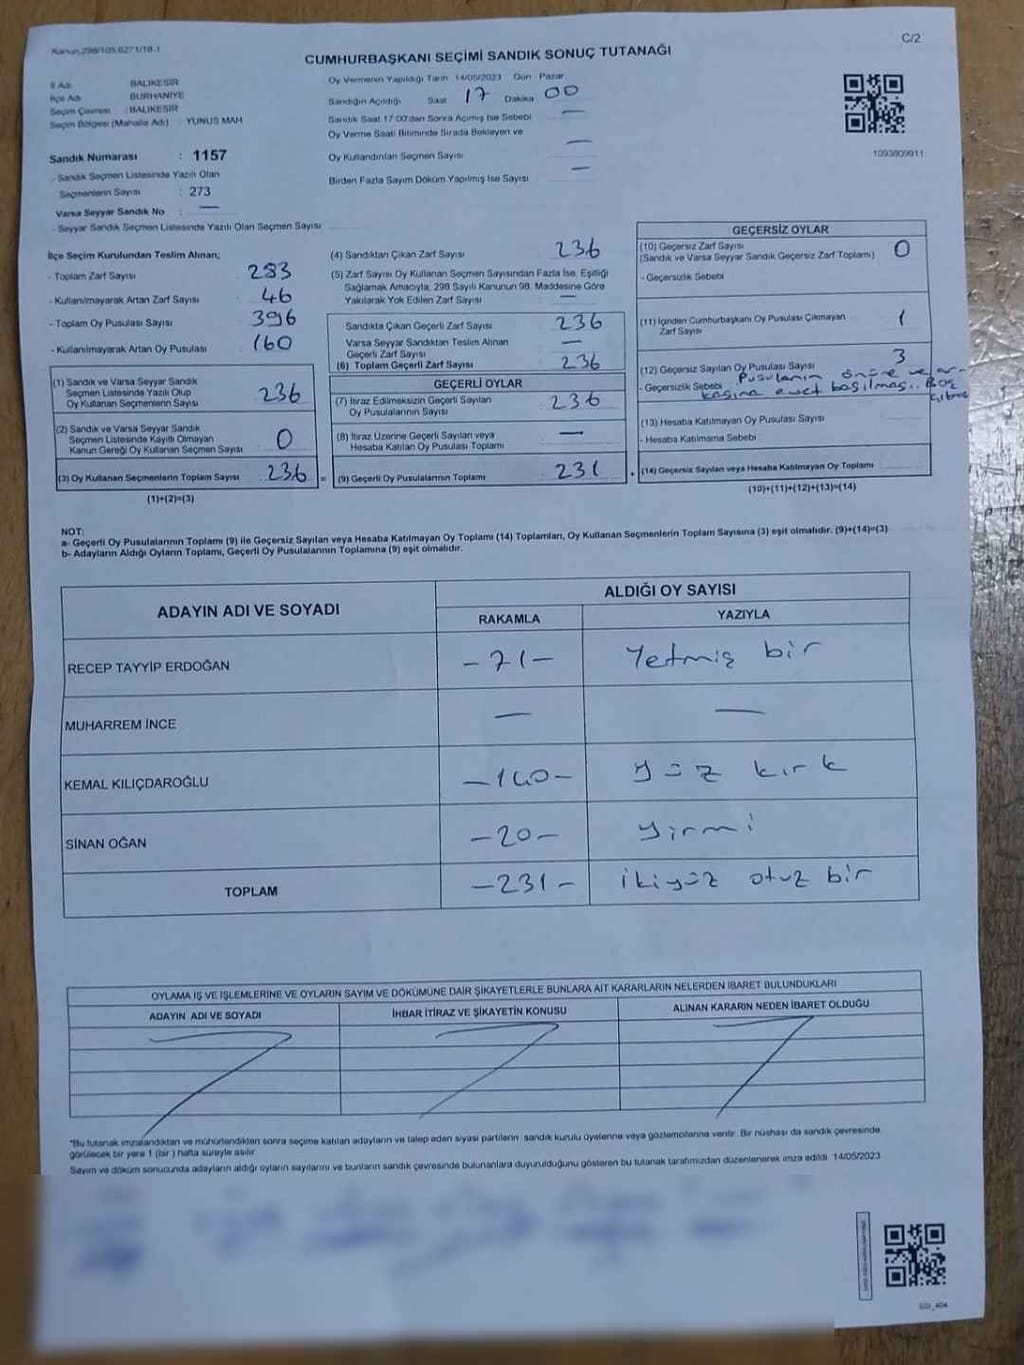 Kanun 298/105 6271/18-1
C/2
CUMHURBAŞKANI SEÇİMİ SANDIK SONUÇ TUTANAĞI
İl Adı : BALIKESİR
İlçe Adı : BURHANİYE
Seçim Çevresi : BALIKESİR
Seçim Bölgesi (Mahalle Adı) : YUNUS MAH
Oy Vermenin Yapıldığı Tarih 14/05/2023 Gün Pazar
Sandığın Açıldığı Saat 17 Dakika 00
Sandık Saat 17:00'dan Sonra Açılmış İse Sebebi —
Oy Verme Saati Bitiminde Sırada Bekleyen ve
Oy Kullandırılan Seçmen Sayısı —
Birden Fazla Sayım Döküm Yapılmış İse Sayısı —
1093809911
Sandık Numarası : 1157
- Sandık Seçmen Listesinde Yazılı Olan
Seçmenlerin Sayısı : 273
Varsa Seyyar Sandık No : —
- Seyyar Sandık Seçmen Listesinde Yazılı Olan Seçmen Sayısı
İlçe Seçim Kurulundan Teslim Alınan;
- Toplam Zarf Sayısı : 283
- Kullanılmayarak Artan Zarf Sayısı : 46
- Toplam Oy Pusulası Sayısı : 396
- Kullanılmayarak Artan Oy Pusulası : 160
(1) Sandık ve Varsa Seyyar Sandık
Seçmen Listesinde Yazılı Olup
Oy Kullanan Seçmenlerin Sayısı 236
(2) Sandık ve Varsa Seyyar Sandık
Seçmen Listesinde Kayıtlı Olmayan
Kanun Gereği Oy Kullanan Seçmen Sayısı 0
(3) Oy Kullanan Seçmenlerin Toplam Sayısı 236
(1)+(2)=(3)
(4) Sandıktan Çıkan Zarf Sayısı 236
(5) Zarf Sayısı Oy Kullanan Seçmen Sayısından Fazla İse, Eşitliği
Sağlamak Amacıyla, 298 Sayılı Kanunun 98. Maddesine Göre
Yakılarak Yok Edilen Zarf Sayısı —
Sandıkta Çıkan Geçerli Zarf Sayısı 236
Varsa Seyyar Sandıktan Teslim Alınan
Geçerli Zarf Sayısı —
(6) Toplam Geçerli Zarf Sayısı 236
GEÇERLİ OYLAR
(7) İtiraz Edilmeksizin Geçerli Sayılan
Oy Pusulalarının Sayısı 236
(8) İtiraz Üzerine Geçerli Sayılan veya
Hesaba Katılan Oy Pusulası Toplamı —
= (9) Geçerli Oy Pusulalarının Toplamı 231 +
GEÇERSİZ OYLAR
(10) Geçersiz Zarf Sayısı 0
(Sandık ve Varsa Seyyar Sandık Geçersiz Zarf Toplamı)
- Geçersizlik Sebebi
(11) İçinden Cumhurbaşkanı Oy Pusulası Çıkmayan
Zarf Sayısı 1
(12) Geçersiz Sayılan Oy Pusulası Sayısı 3
- Geçersizlik Sebebi Pusulanın önüne ve ar-
kasına evet basılması. Boş
(13) Hesaba Katılmayan Oy Pusulası Sayısı
- Hesaba Katılmama Sebebi
(14) Geçersiz Sayılan veya Hesaba Katılmayan Oy Toplamı
(10)+(11)+(12)+(13)=(14)
NOT:
a- Geçerli Oy Pusulalarının Toplamı (9) ile Geçersiz Sayılan veya Hesaba Katılmayan Oy Toplamı (14) Toplamları, Oy Kullanan Seçmenlerin Toplam Sayısına (3) eşit olmalıdır. (9)+(14)=(3)
b- Adayların Aldığı Oyların Toplamı, Geçerli Oy Pusulalarının Toplamına (9) eşit olmalıdır.
ADAYIN ADI VE SOYADI ALDIĞI OY SAYISI
RAKAMLA YAZIYLA
RECEP TAYYİP ERDOĞAN -71- Yetmiş bir
MUHARREM İNCE — —
KEMAL KILIÇDAROĞLU -140- yüz kırk
SİNAN OĞAN -20- yirmi
TOPLAM -231- ikiyüz otuz bir
OYLAMA İŞ VE İŞLEMLERİNE VE OYLARIN SAYIM VE DÖKÜMÜNE DAİR ŞİKAYETLERLE BUNLARA AİT KARARLARIN NELERDEN İBARET BULUNDUKLARI
ADAYIN ADI VE SOYADI İHBAR İTİRAZ VE ŞİKAYETİN KONUSU ALINAN KARARIN NEDEN İBARET OLDUĞU
"Bu tutanak imzalandıktan ve mühürlendikten sonra seçime katılan adayların ve talep eden siyasi partilerin sandık kurulu üyelerine veya gözlemcilerine verilir. Bir nüshası da sandık çevresinde
görülecek bir yere 1 (bir) hafta süreyle asılır.
Sayım ve döküm sonucunda adayların aldığı oyların sayılarını ve bunların sandık çevresinde bulunanlara duyurulduğunu gösteren bu tutanak tarafımızdan düzenlenerek imza edildi. 14/05/2023